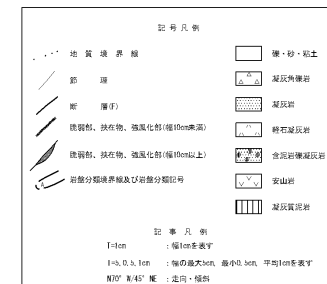 記号凡例
地質境界線
節理
断層(F)
脆弱部、挟在物、強風化部(幅10cm未満)
脆弱部、挟在物、強風化部(幅10cm以上)
岩盤分類境界線及び岩盤分類記号
礫・砂・粘土
凝灰角礫岩
凝灰岩
軽石凝灰岩
含泥岩礫凝灰岩
安山岩
凝灰質泥岩
記事凡例
T=1cm :幅1cmを表す
T=5,0.5,1cm :幅の最大5cm、最小0.5cm、平均1cmを表す
N70° W/45° NE :走向・傾斜